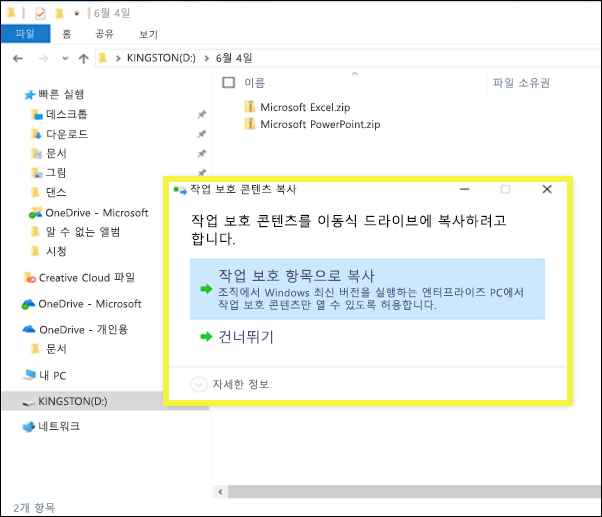 6월 4일
파일 홈 공유 보기
KINGSTON(D:) 6월 4일
이름 파일 소유권
Microsoft Excel.zip
Microsoft PowerPoint.zip
빠른 실행
데스크톱
다운로드
문서
그림
댄스
OneDrive - Microsoft
알 수 없는 앨범
시청
Creative Cloud 파일
OneDrive - Microsoft
OneDrive - 개인용
문서
내 PC
KINGSTON(D:)
네트워크
작업 보호 콘텐츠 복사
작업 보호 콘텐츠를 이동식 드라이브에 복사하려고
합니다.
작업 보호 항목으로 복사
조직에서 Windows 최신 버전을 실행하는 엔터프라이즈 PC에서
작업 보호 콘텐츠만 열 수 있도록 허용합니다.
건너뛰기
자세한 정보
2개 항목